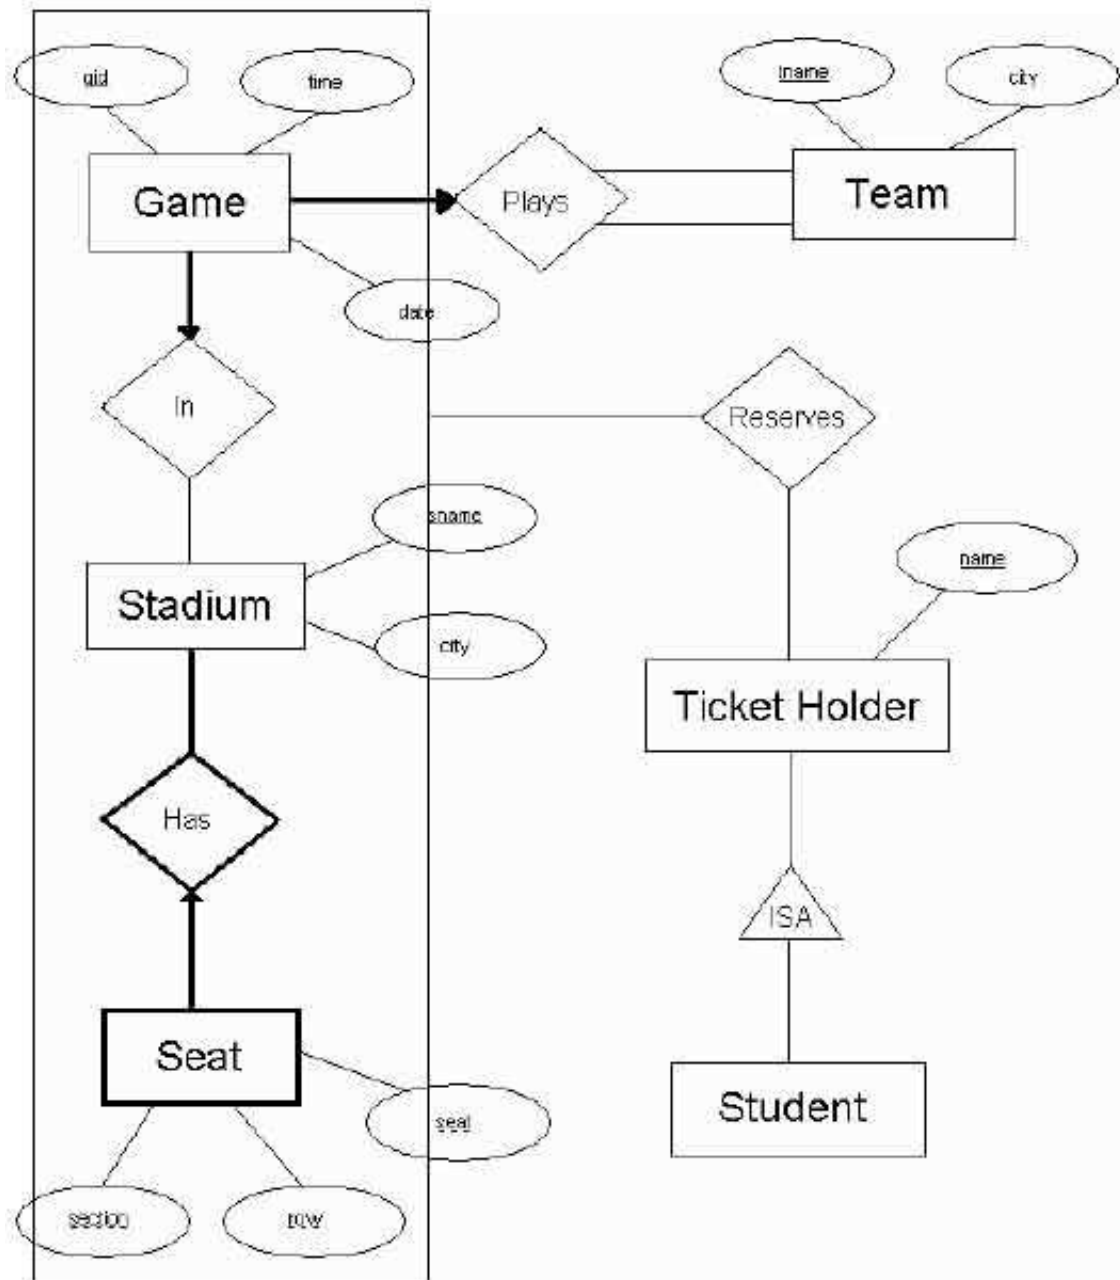 gid
time
tname
city
Game
Plays
Team
date
In
Reserves
sname
name
Stadium
city
Ticket Holder
Has
ISA
Seat
Student
seat
section
row